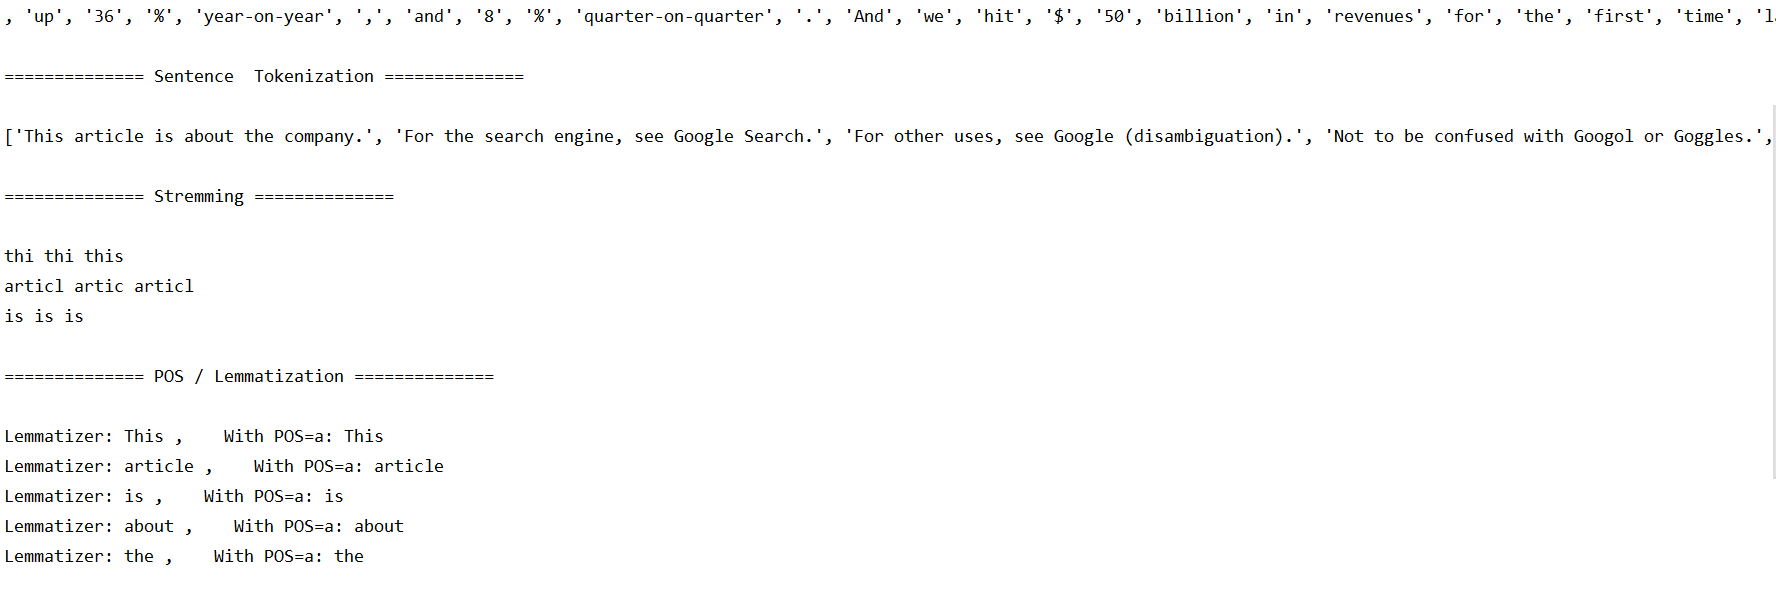 , 'up', '36', '%', 'year-on-year', ',', 'and', '8', '%', 'quarter-on-quarter', '.', 'And', 'we', 'hit', '$', '50', 'billion', 'in', 'revenues', 'for', 'the', 'first', 'time', 'l
============== Sentence  Tokenization ==============
['This article is about the company.', 'For the search engine, see Google Search.', 'For other uses, see Google (disambiguation).', 'Not to be confused with Googol or Goggles.',
============== Stremming ==============
thi thi this
articl artic articl
is is is
============== POS / Lemmatization ==============
Lemmatizer: This ,    With POS=a: This
Lemmatizer: article ,    With POS=a: article
Lemmatizer: is ,    With POS=a: is
Lemmatizer: about ,    With POS=a: about
Lemmatizer: the ,    With POS=a: the